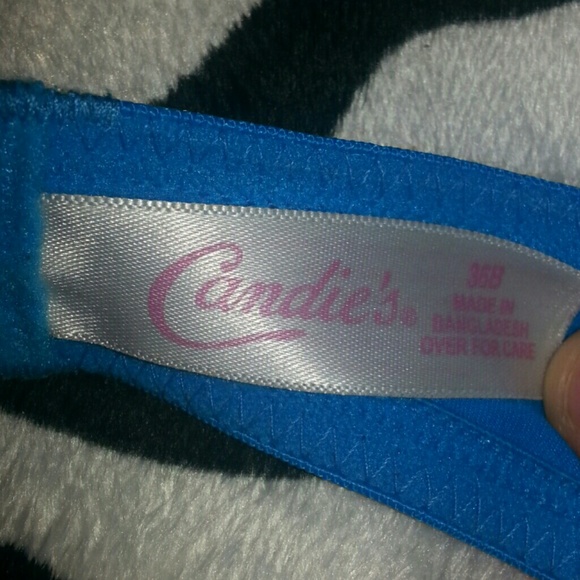 Candie's®
36B
MADE IN
BANGLADESH
OVER FOR CARE